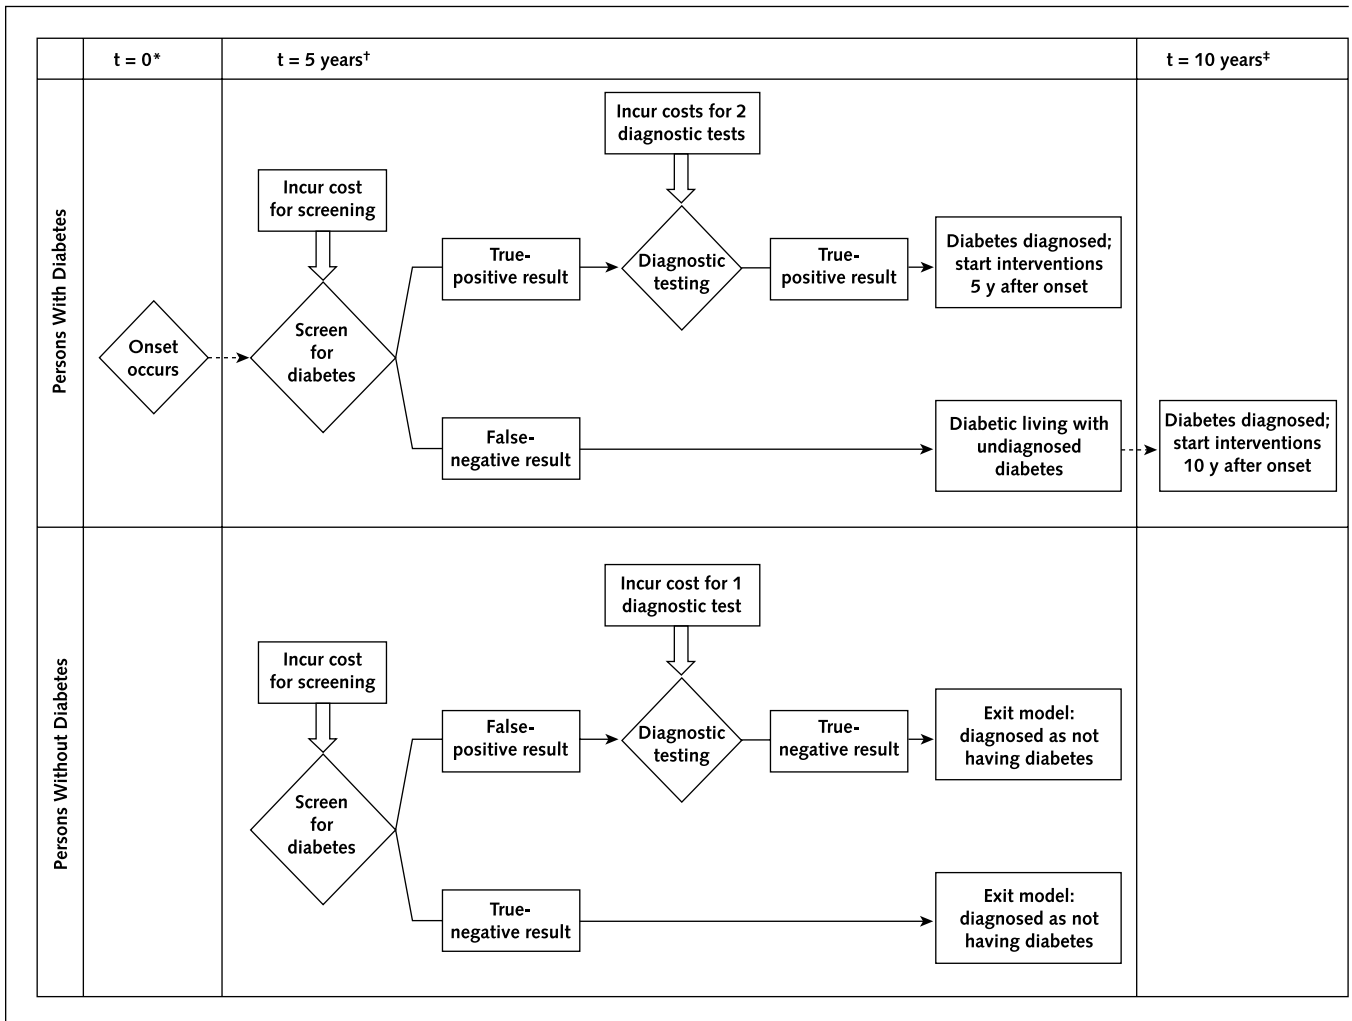 t = 0*
t = 5 years†
t = 10 years‡
Persons With Diabetes
Onset
occurs
Incur cost
for screening
Screen
for
diabetes
True-
positive result
Incur costs for 2
diagnostic tests
Diagnostic
testing
True-
positive result
Diabetes diagnosed;
start interventions
5 y after onset
False-
negative result
Diabetic living with
undiagnosed
diabetes
Diabetes diagnosed;
start interventions
10 y after onset
Persons Without Diabetes
Incur cost
for screening
Screen
for
diabetes
False-
positive result
Incur cost for 1
diagnostic test
Diagnostic
testing
True-
negative result
Exit model:
diagnosed as not
having diabetes
True-
negative result
Exit model:
diagnosed as not
having diabetes